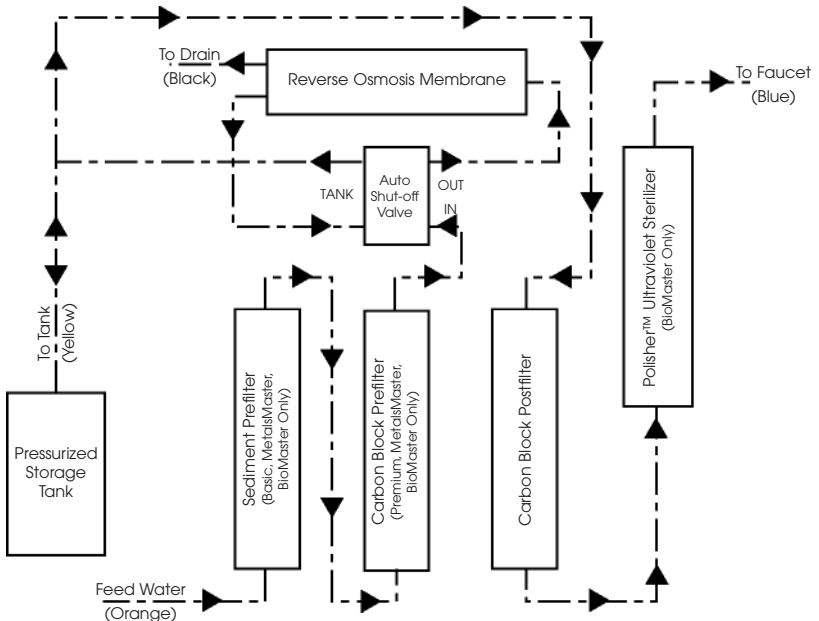 To Drain
(Black)
Reverse Osmosis Membrane
To Faucet
(Blue)
TANK
Auto
Shut-off
Valve
OUT
IN
To Tank
(Yellow)
Pressurized
Storage
Tank
Sediment Prefilter
(Basic, MetalsMaster,
BioMaster Only)
Carbon Block Prefilter
(Premium, MetalsMaster,
BioMaster Only)
Carbon Block Postfilter
Polisher™ Ultraviolet Sterilizer
(BioMaster Only)
Feed Water
(Orange)